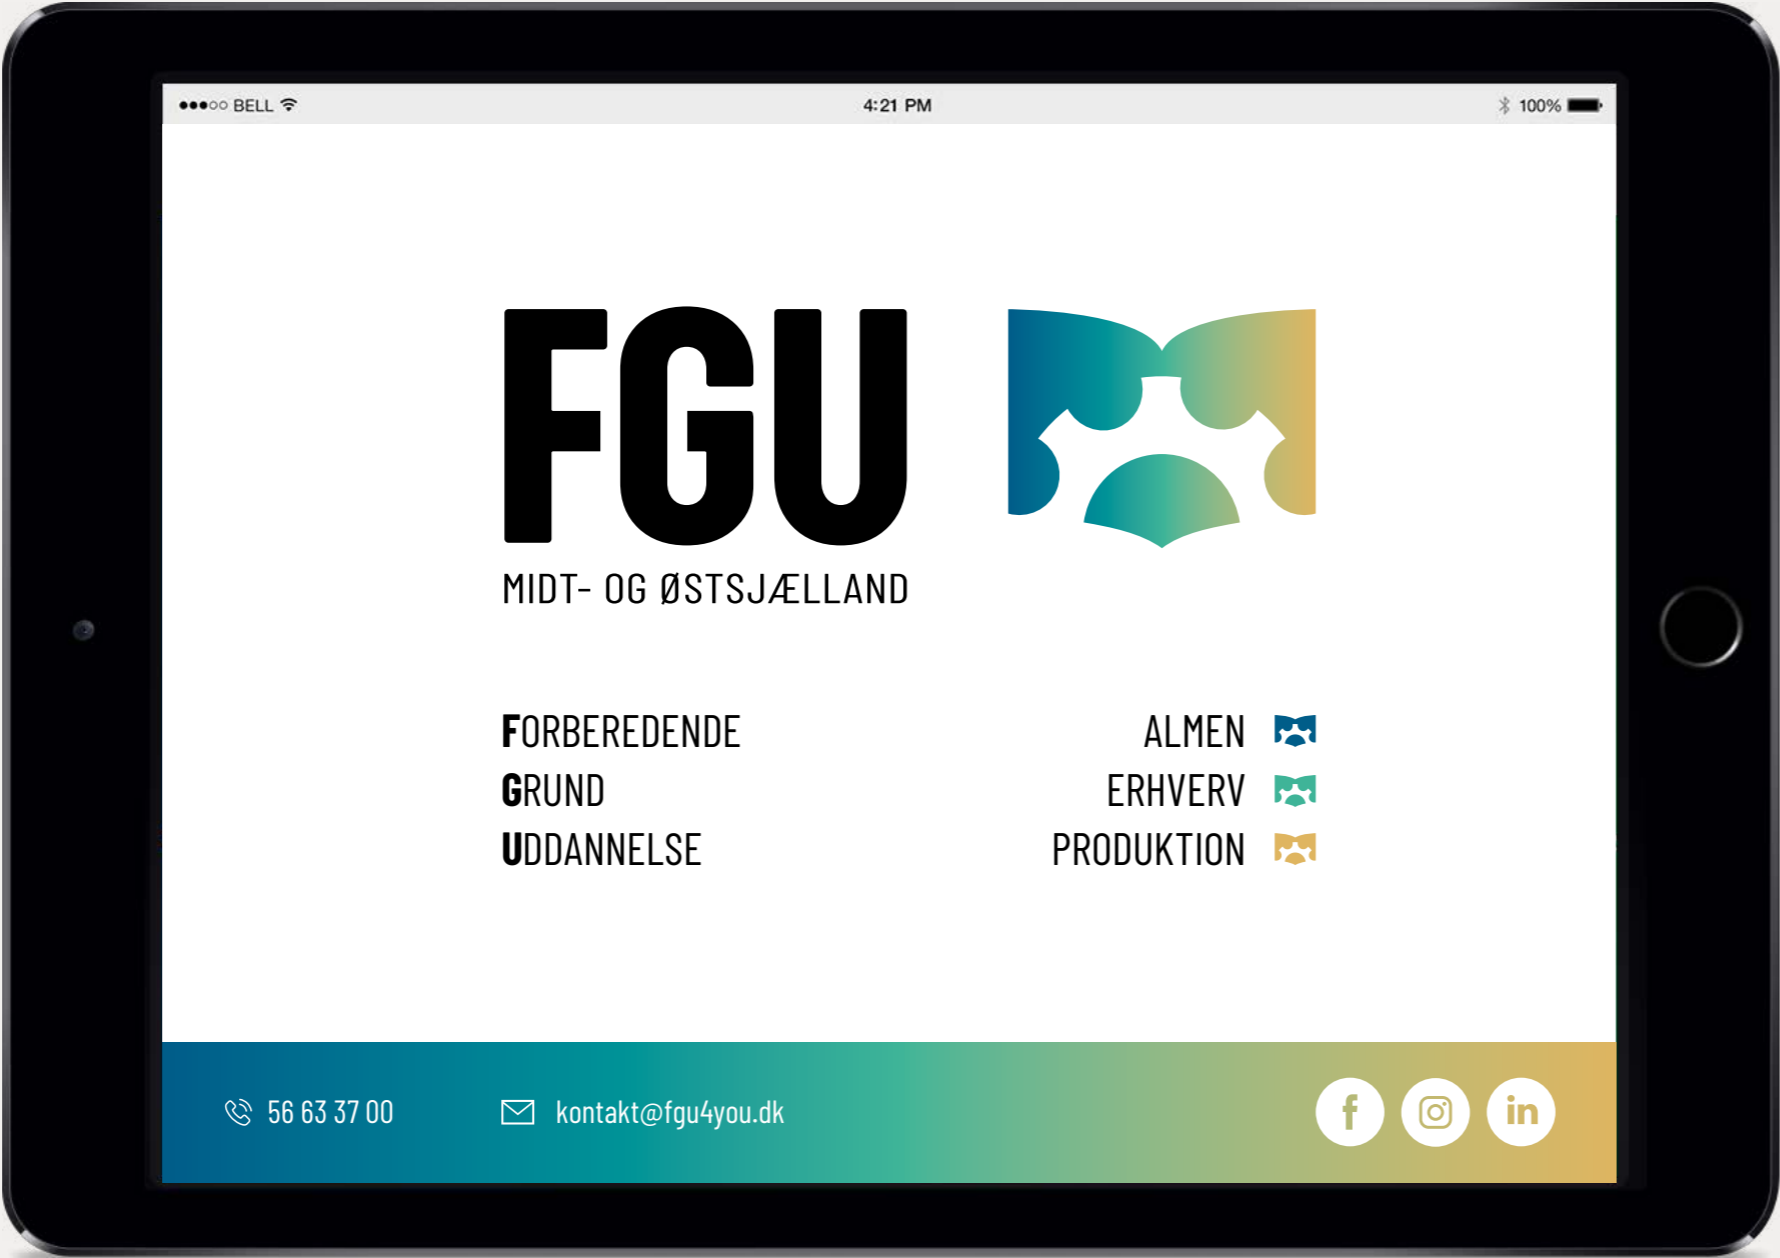 BELL
4:21 PM
100%
FGU
MIDT- OG ØSTSJÆLLAND
FORBEREDENDE
GRUND
UDDANNELSE
ALMEN
ERHVERV
PRODUKTION
56 63 37 00
kontakt@fgu4you.dk
f
in